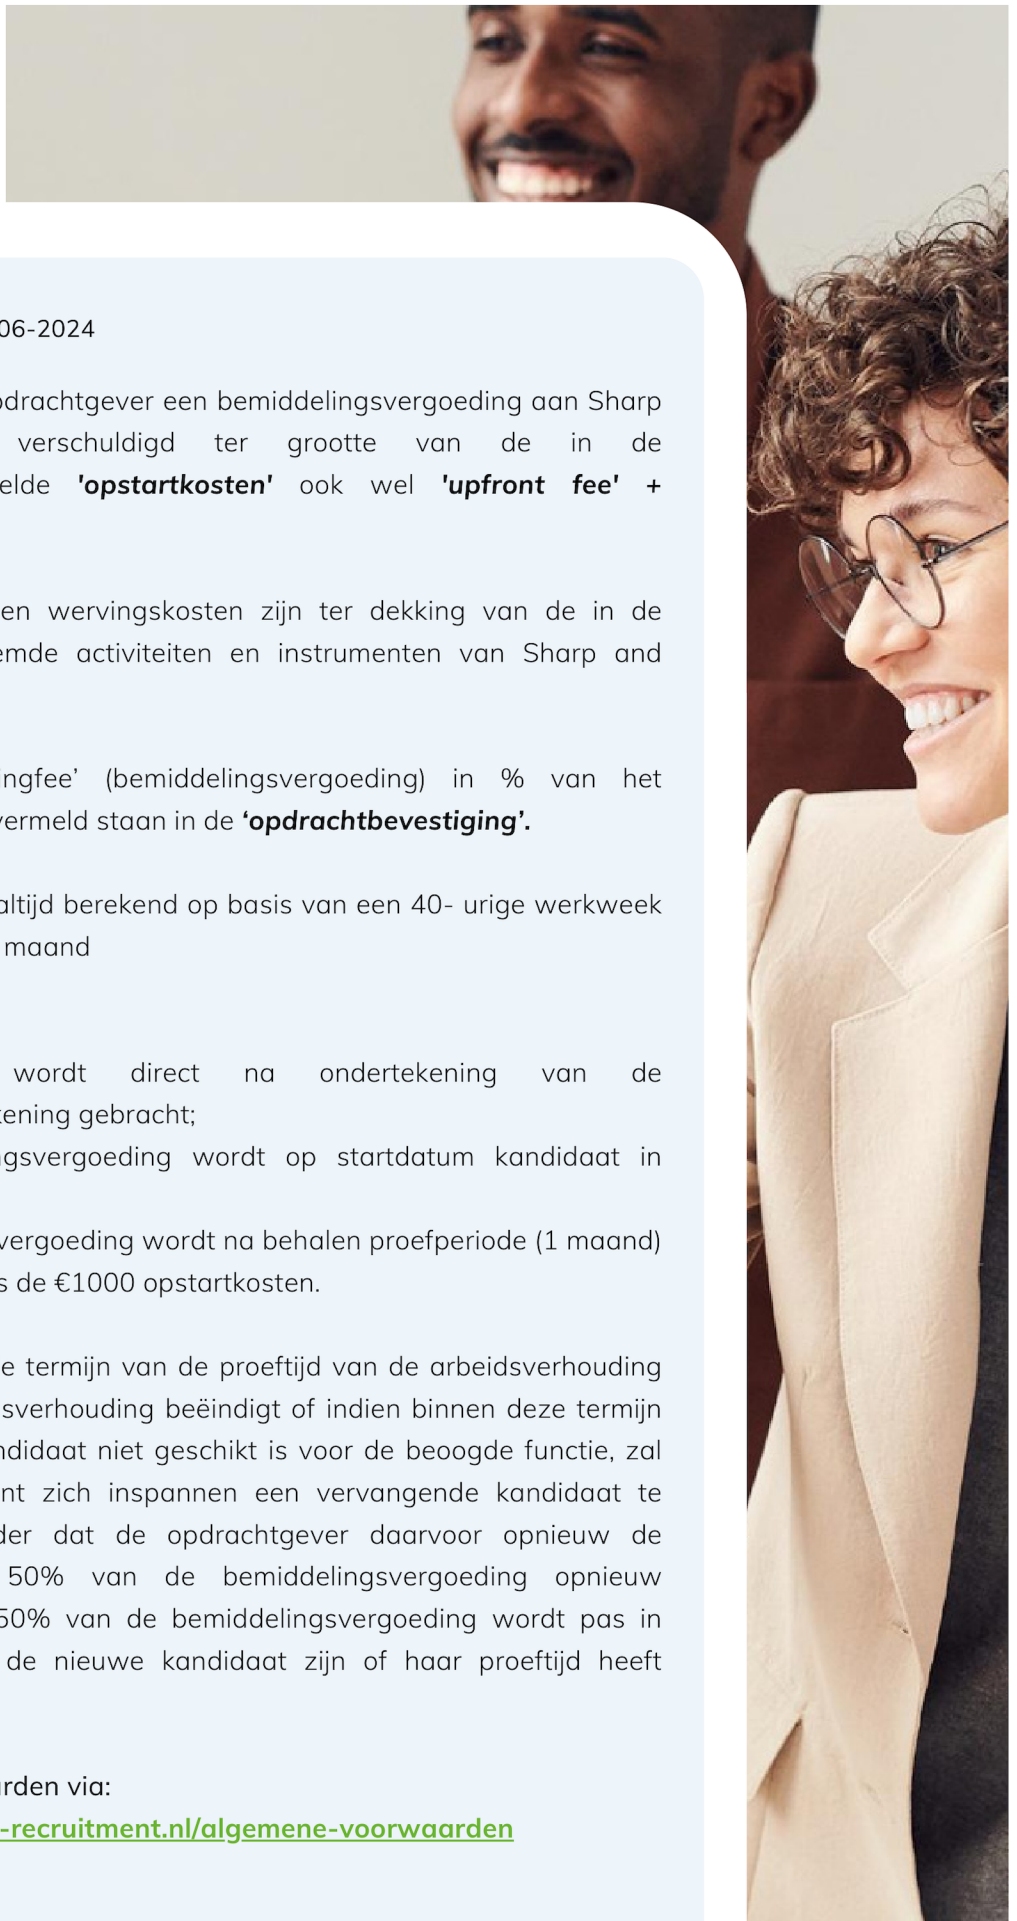 06-2024
pdrachtgever een bemiddelingsvergoeding aan Sharp
verschuldigd ter grootte van de in de
elde 'opstartkosten' ook wel 'upfront fee' +
en wervingskosten zijn ter dekking van de in de
emde activiteiten en instrumenten van Sharp and
ingfee’ (bemiddelingsvergoeding) in % van het
vermeld staan in de ‘opdrachtbevestiging’.
altijd berekend op basis van een 40- urige werkweek
maand
wordt direct na ondertekening van de
kening gebracht;
ngsvergoeding wordt op startdatum kandidaat in
vergoeding wordt na behalen proefperiode (1 maand)
s de €1000 opstartkosten.
e termijn van de proeftijd van de arbeidsverhouding
sverhouding beëindigt of indien binnen deze termijn
ndidaat niet geschikt is voor de beoogde functie, zal
nt zich inspannen een vervangende kandidaat te
der dat de opdrachtgever daarvoor opnieuw de
50% van de bemiddelingsvergoeding opnieuw
50% van de bemiddelingsvergoeding wordt pas in
de nieuwe kandidaat zijn of haar proeftijd heeft
arden via:
-recruitment.nl/algemene-voorwaarden